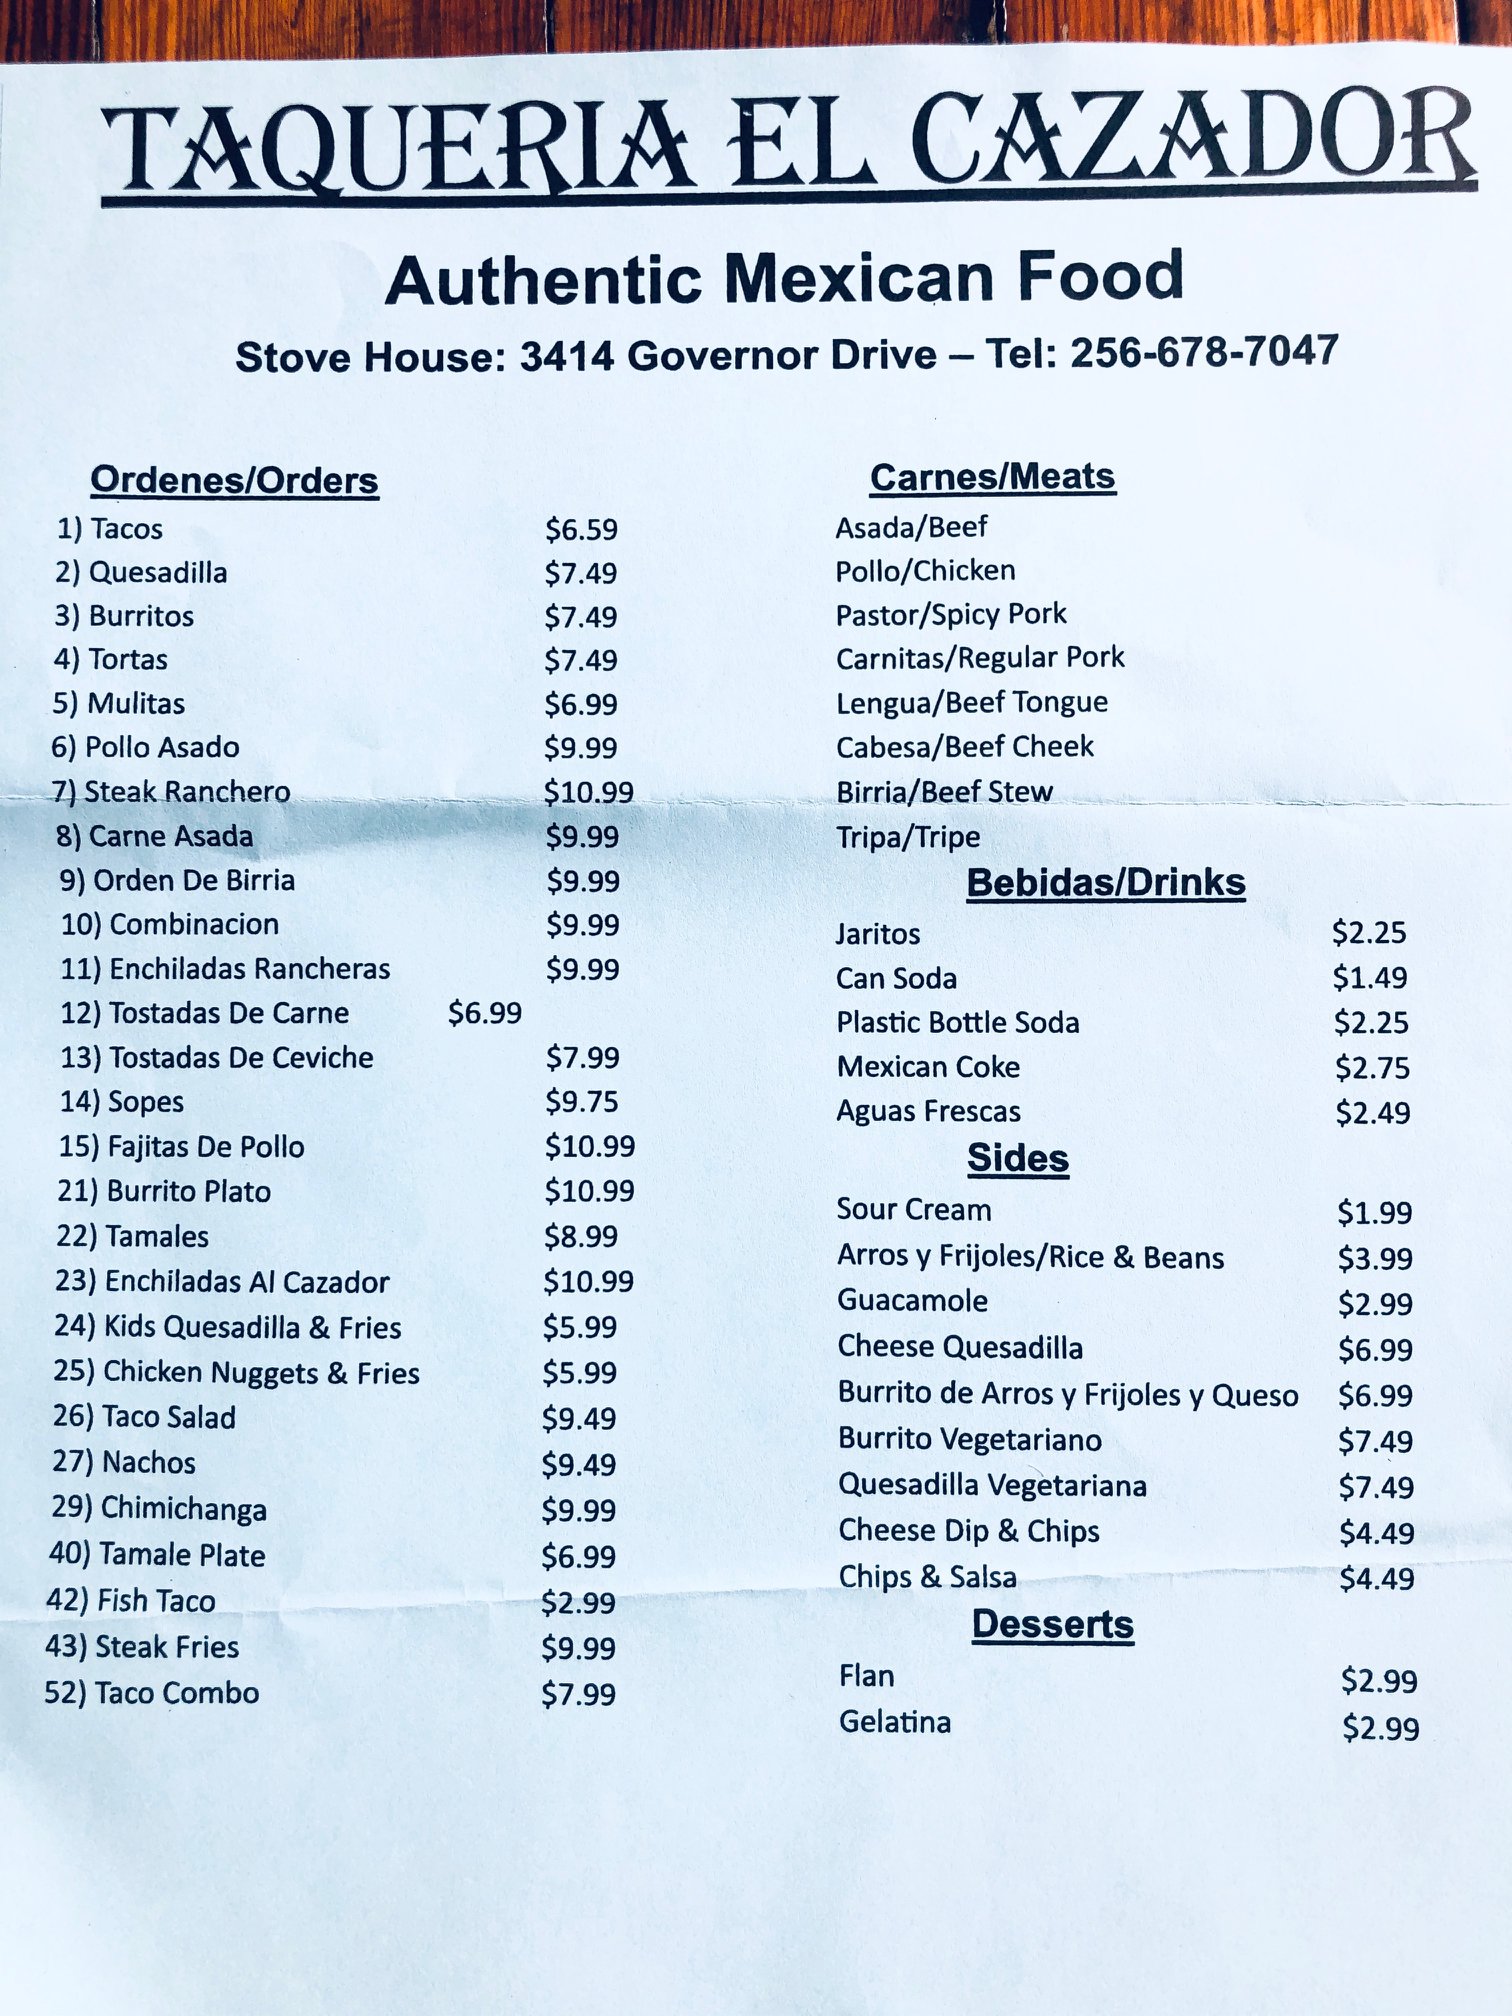 TAQUERIA EL CAZADOR
Authentic Mexican Food
Stove House: 3414 Governor Drive – Tel: 256-678-7047
Ordenes/Orders
1) Tacos $6.59
2) Quesadilla $7.49
3) Burritos $7.49
4) Tortas $7.49
5) Mulitas $6.99
6) Pollo Asado $9.99
7) Steak Ranchero $10.99
8) Carne Asada $9.99
9) Orden De Birria $9.99
10) Combinacion $9.99
11) Enchiladas Rancheras $9.99
12) Tostadas De Carne $6.99
13) Tostadas De Ceviche $7.99
14) Sopes $9.75
15) Fajitas De Pollo $10.99
21) Burrito Plato $10.99
22) Tamales $8.99
23) Enchiladas Al Cazador $10.99
24) Kids Quesadilla & Fries $5.99
25) Chicken Nuggets & Fries $5.99
26) Taco Salad $9.49
27) Nachos $9.49
29) Chimichanga $9.99
40) Tamale Plate $6.99
42) Fish Taco $2.99
43) Steak Fries $9.99
52) Taco Combo $7.99
Carnes/Meats
Asada/Beef
Pollo/Chicken
Pastor/Spicy Pork
Carnitas/Regular Pork
Lengua/Beef Tongue
Cabesa/Beef Cheek
Birria/Beef Stew
Tripa/Tripe
Bebidas/Drinks
Jaritos $2.25
Can Soda $1.49
Plastic Bottle Soda $2.25
Mexican Coke $2.75
Aguas Frescas $2.49
Sides
Sour Cream $1.99
Arros y Frijoles/Rice & Beans $3.99
Guacamole $2.99
Cheese Quesadilla $6.99
Burrito de Arros y Frijoles y Queso $6.99
Burrito Vegetariano $7.49
Quesadilla Vegetariana $7.49
Cheese Dip & Chips $4.49
Chips & Salsa $4.49
Desserts
Flan $2.99
Gelatina $2.99